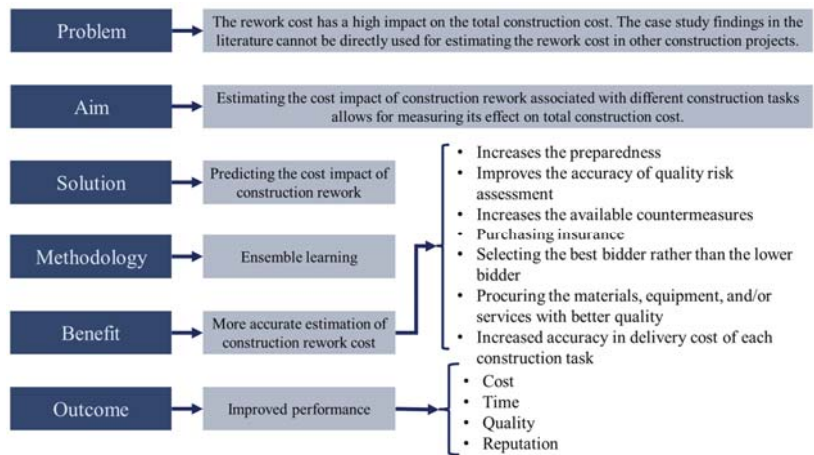 Problem
The rework cost has a high impact on the total construction cost. The case study findings in the
literature cannot be directly used for estimating the rework cost in other construction projects.
Aim
Estimating the cost impact of construction rework associated with different construction tasks
allows for measuring its effect on total construction cost.
Solution
Predicting the cost impact of
construction rework
Methodology
Ensemble learning
Benefit
More accurate estimation of
construction rework cost
• Increases the preparedness
• Improves the accuracy of quality risk
assessment
• Increases the available countermeasures
• Purchasing insurance
• Selecting the best bidder rather than the lower
bidder
• Procuring the materials, equipment, and/or
services with better quality
• Increased accuracy in delivery cost of each
construction task
Outcome
Improved performance
• Cost
• Time
• Quality
• Reputation